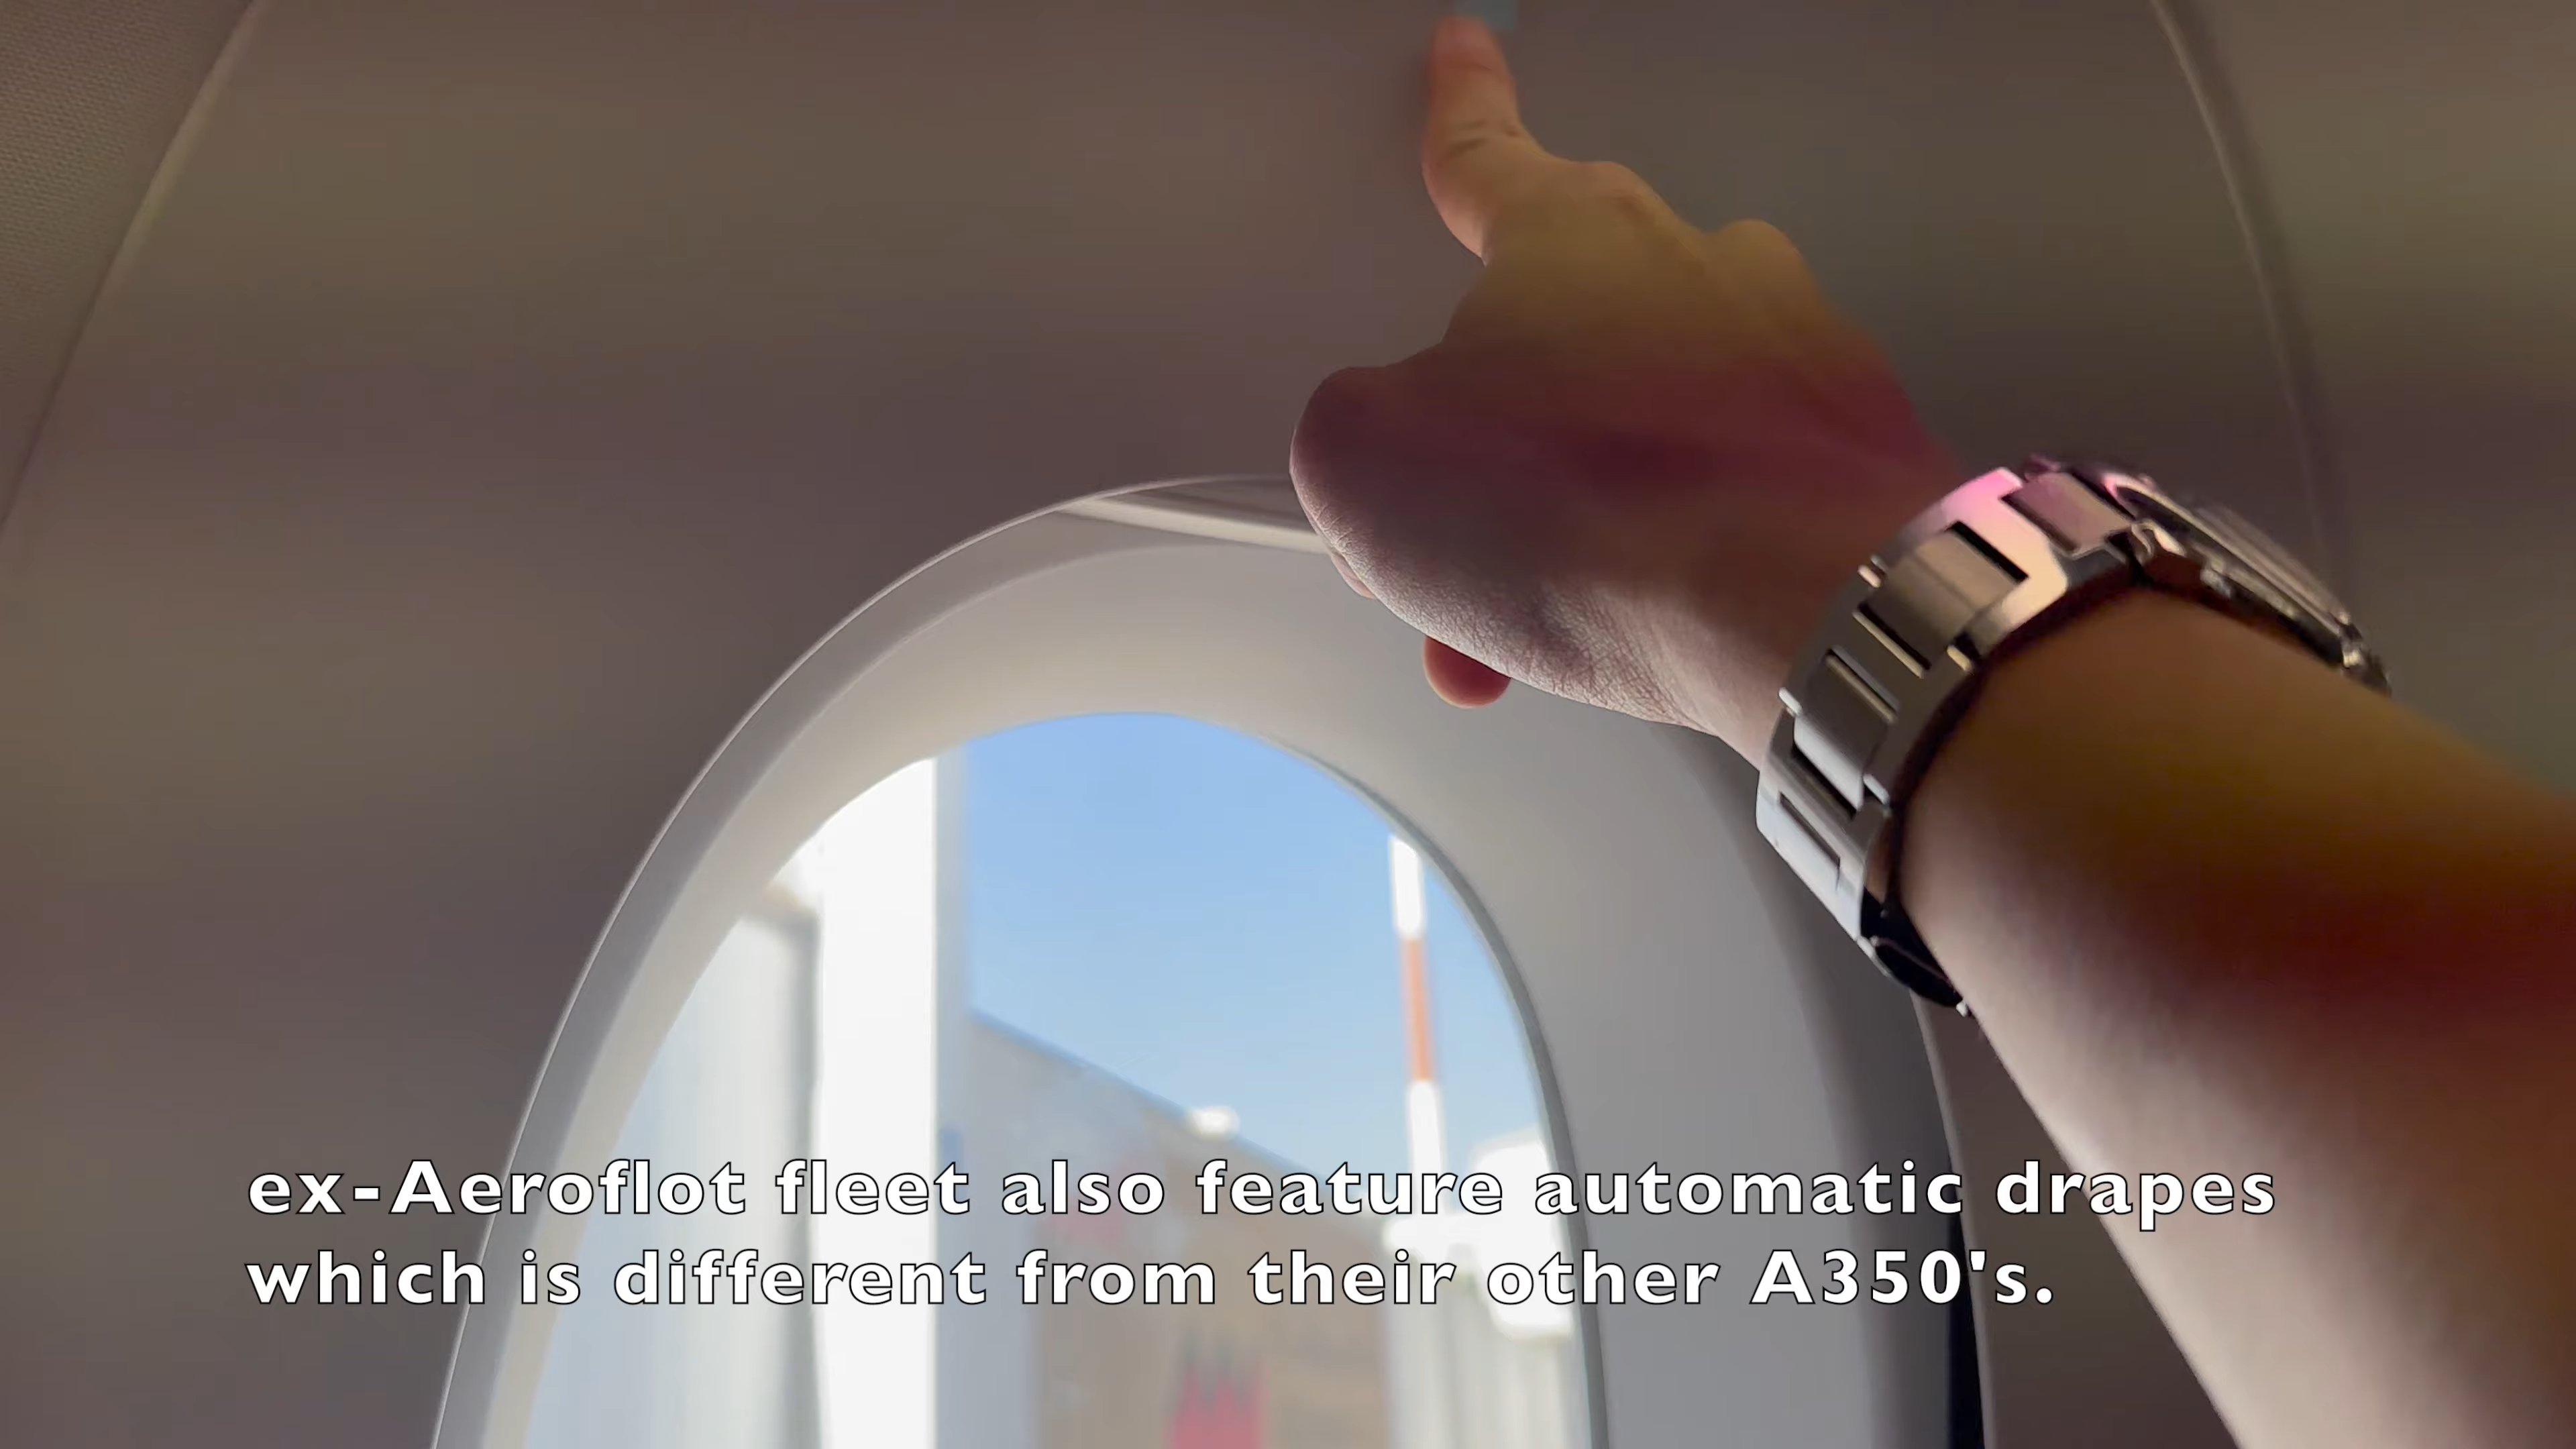 ex-Aeroflot fleet also feature automatic drapes
which is different from their other A350's.